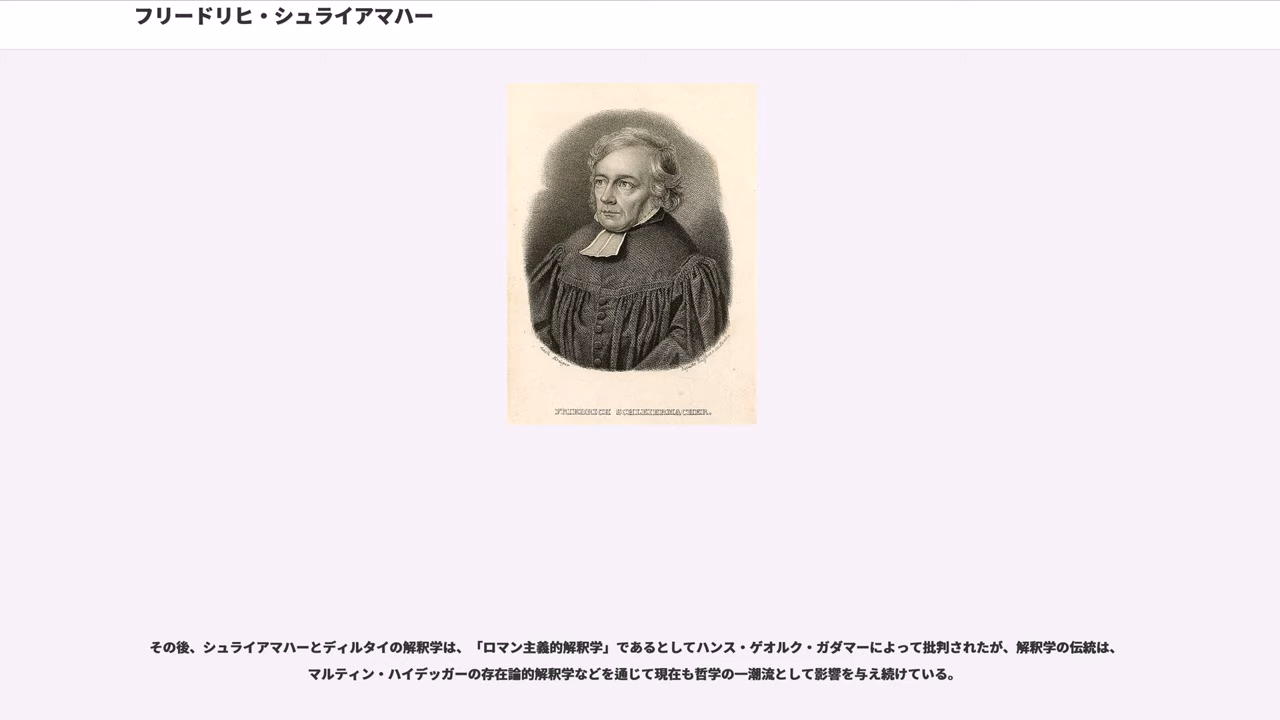 フリードリヒ・シュライアマハー
FRIEDRICH SCHLEIERMACHER.
その後、シュライアマハーとディルタイの解釈学は、「ロマン主義的解釈学」であるとしてハンス・ゲオルク・ガダマーによって批判されたが、解釈学の伝統は、
マルティン・ハイデッガーの存在論的解釈学などを通じて現在も哲学の一潮流として影響を与え続けている。